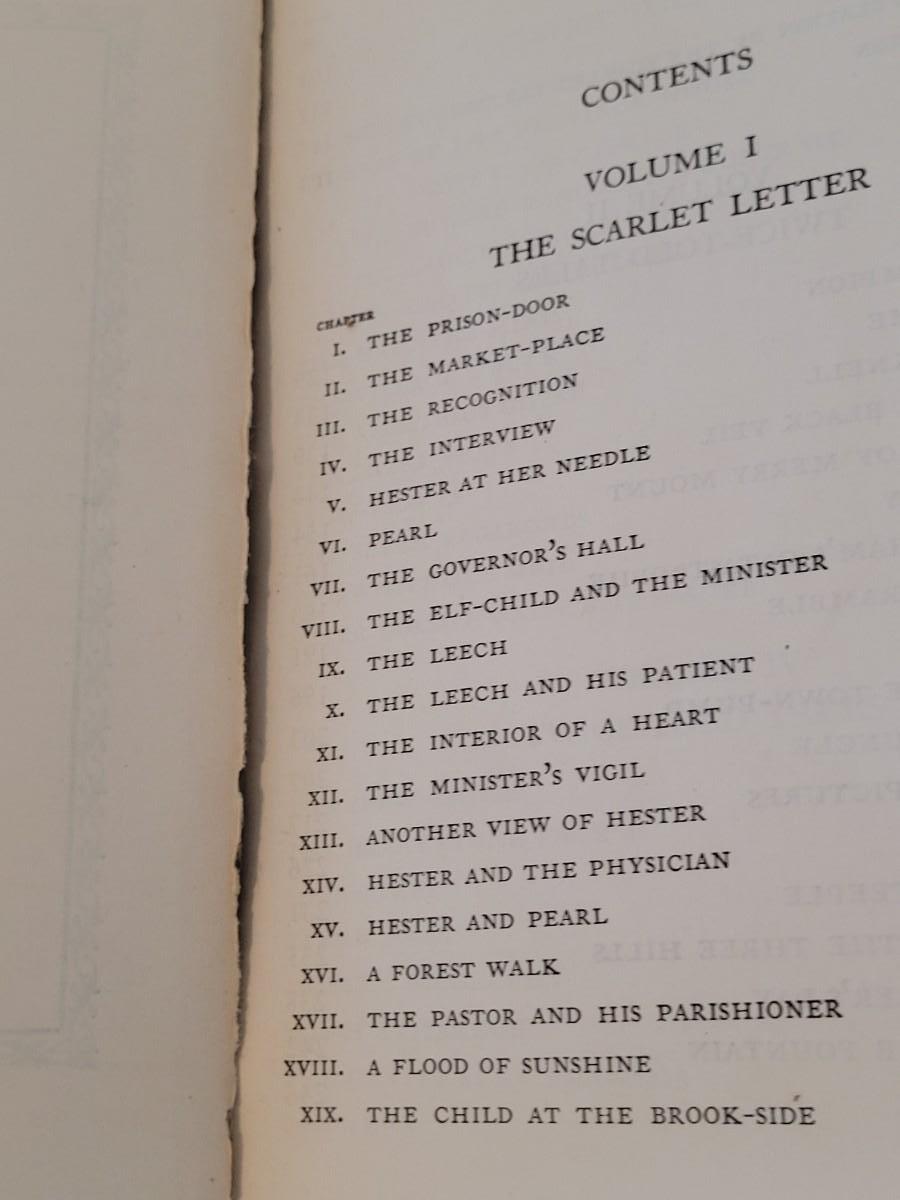 CONTENTS
VOLUME I
THE SCARLET LETTER
CHAPTER
I. THE PRISON-DOOR
II. THE MARKET-PLACE
III. THE RECOGNITION
IV. THE INTERVIEW
V. HESTER AT HER NEEDLE
VI. PEARL
VII. THE GOVERNOR'S HALL
VIII. THE ELF-CHILD AND THE MINISTER
IX. THE LEECH
X. THE LEECH AND HIS PATIENT
XI. THE INTERIOR OF A HEART
XII. THE MINISTER'S VIGIL
XIII. ANOTHER VIEW OF HESTER
XIV. HESTER AND THE PHYSICIAN
XV. HESTER AND PEARL
XVI. A FOREST WALK
XVII. THE PASTOR AND HIS PARISHIONER
XVIII. A FLOOD OF SUNSHINE
XIX. THE CHILD AT THE BROOK-SIDE